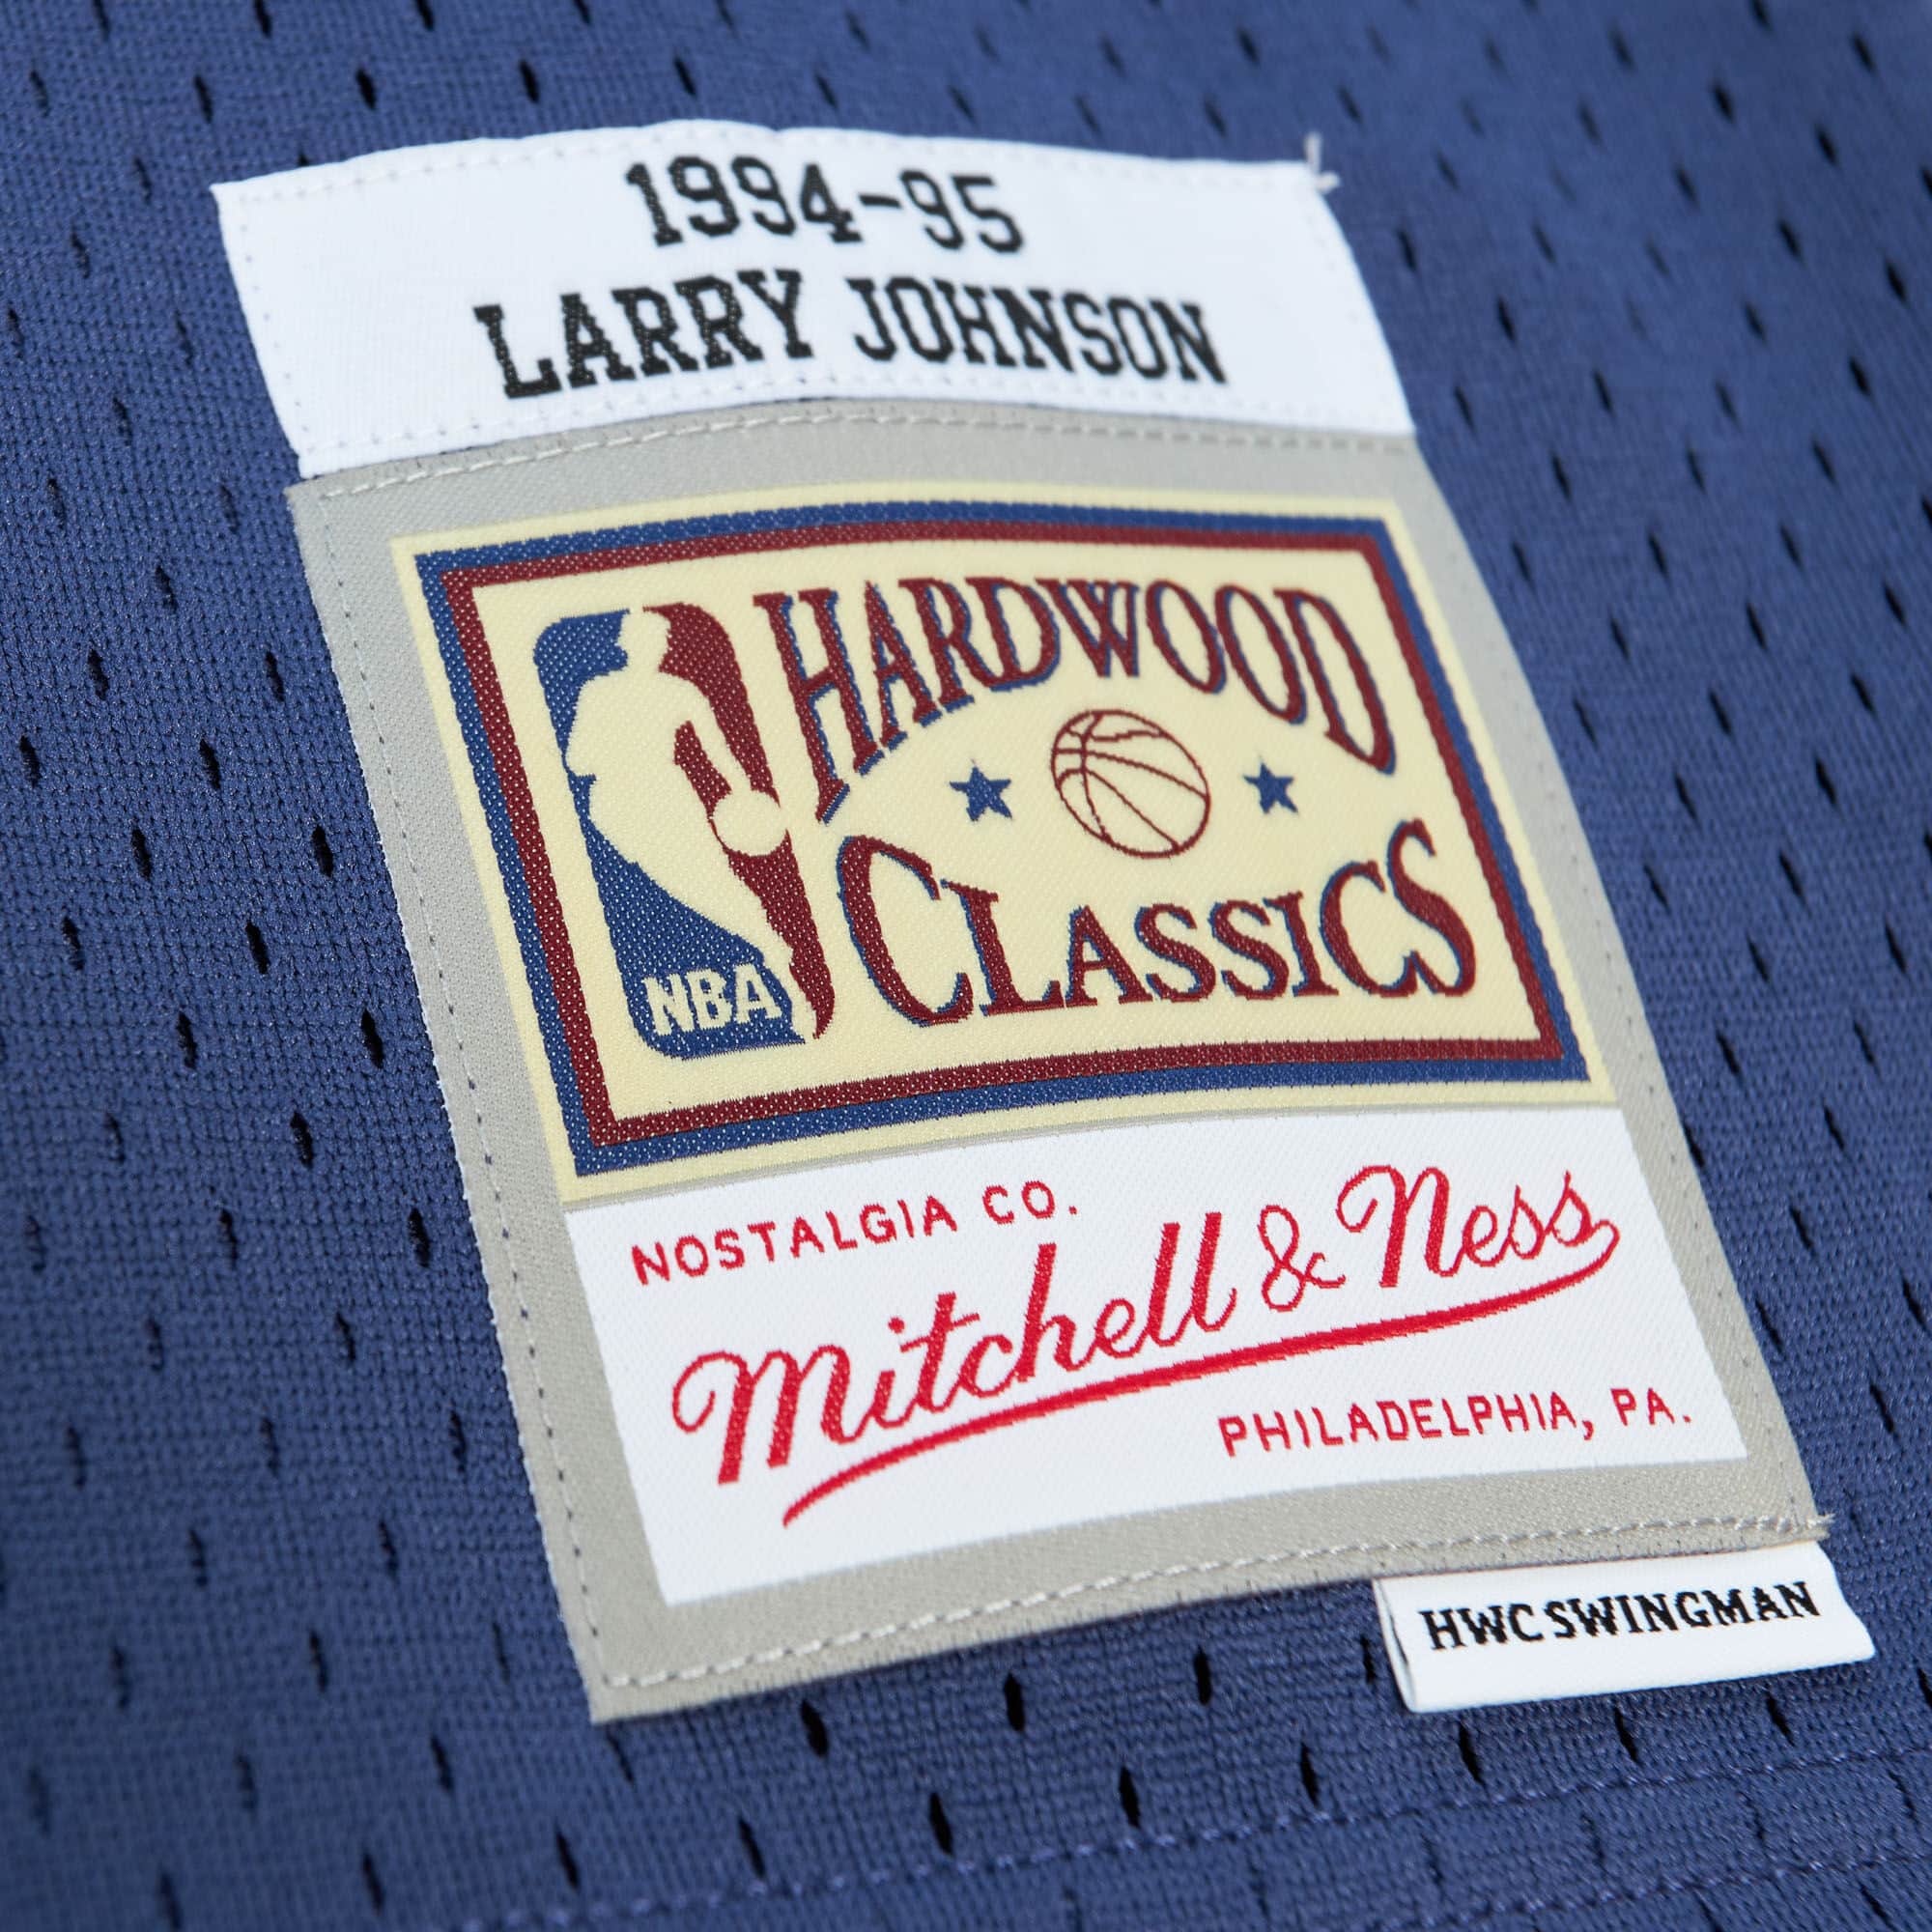 1994-95
LARRY JOHNSON
HARDWOOD
CLASSICS
NBA
NOSTALGIA CO.
Mitchell & Ness
PHILADELPHIA, PA.
HWC SWINGMAN